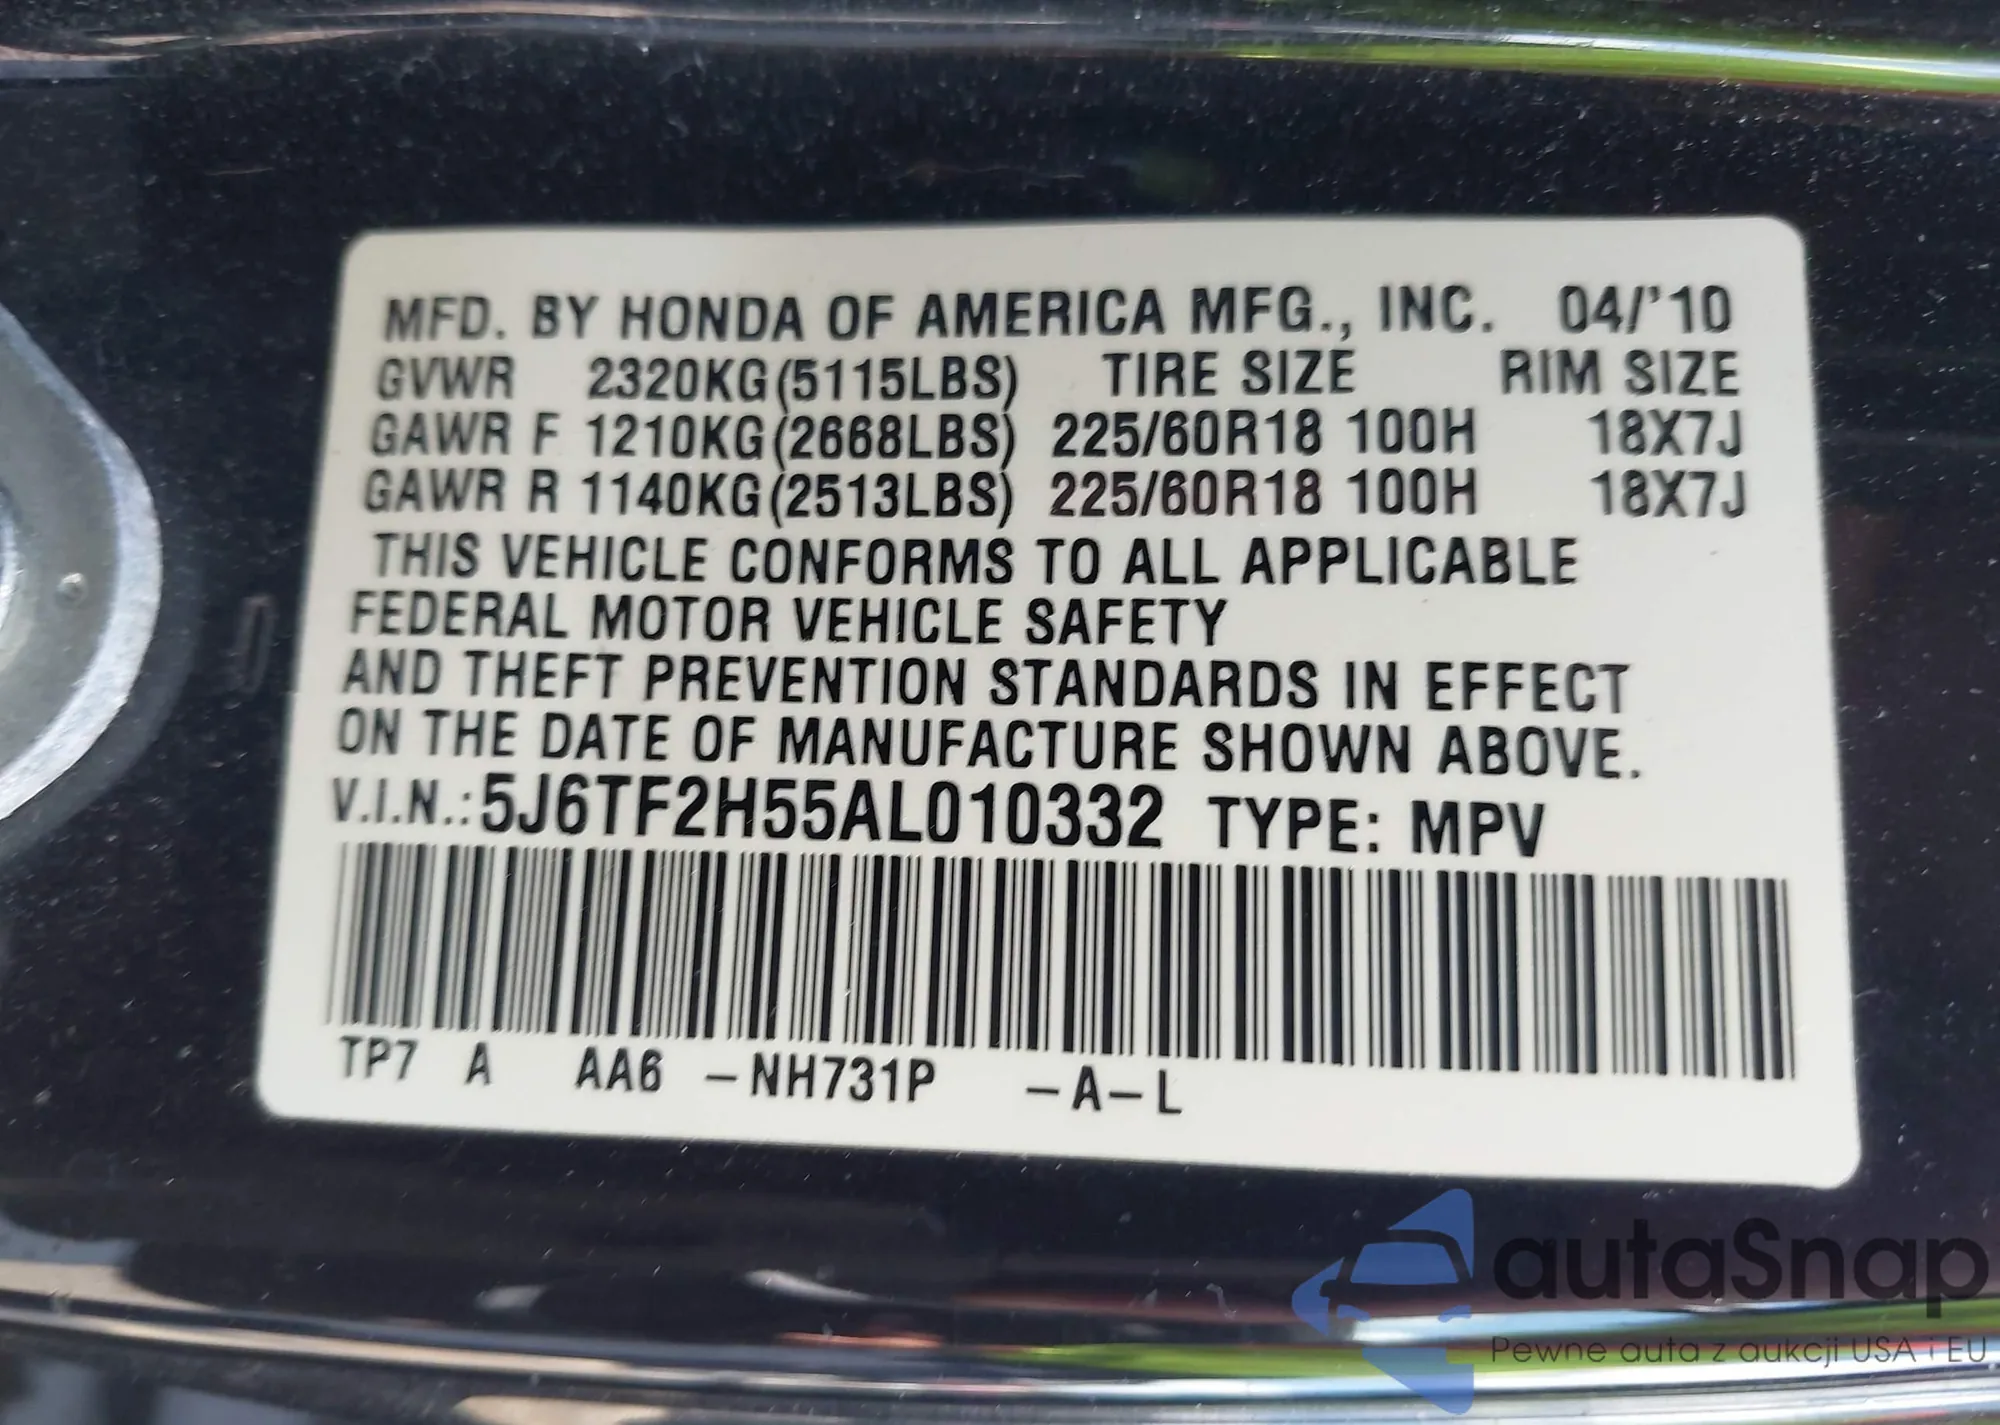 MFD. BY HONDA OF AMERICA MFG., INC. 04/'10
GVWR 2320KG(5115LBS) TIRE SIZE RIM SIZE
GAWR F 1210KG(2668LBS) 225/60R18 100H 18X7J
GAWR R 1140KG(2513LBS) 225/60R18 100H 18X7J
THIS VEHICLE CONFORMS TO ALL APPLICABLE
FEDERAL MOTOR VEHICLE SAFETY
AND THEFT PREVENTION STANDARDS IN EFFECT
ON THE DATE OF MANUFACTURE SHOWN ABOVE.
V.I.N.:5J6TF2H55AL010332 TYPE: MPV
TP7 A AA6 -NH731P -A-L
autaSnap
Pewne auta z aukcji USA i EU